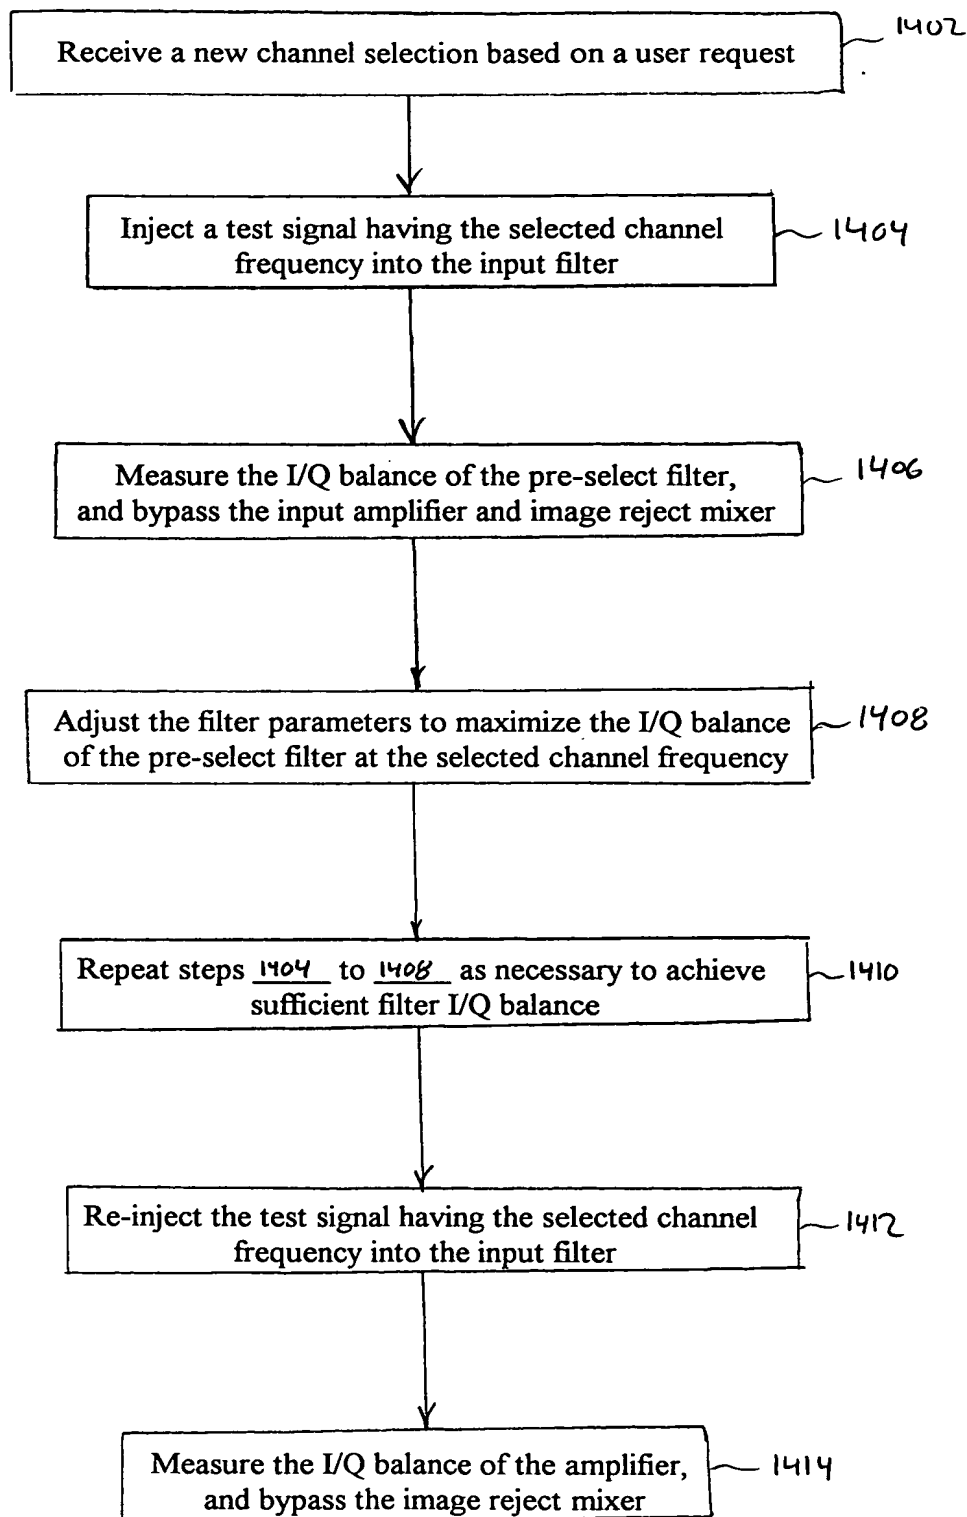 Receive a new channel selection based on a user request
1402
Inject a test signal having the selected channel
frequency into the input filter
1404
Measure the I/Q balance of the pre-select filter,
and bypass the input amplifier and image reject mixer
1406
Adjust the filter parameters to maximize the I/Q balance
of the pre-select filter at the selected channel frequency
1408
Repeat steps 1404 to 1408 as necessary to achieve
sufficient filter I/Q balance
1410
Re-inject the test signal having the selected channel
frequency into the input filter
1412
Measure the I/Q balance of the amplifier,
and bypass the image reject mixer
1414